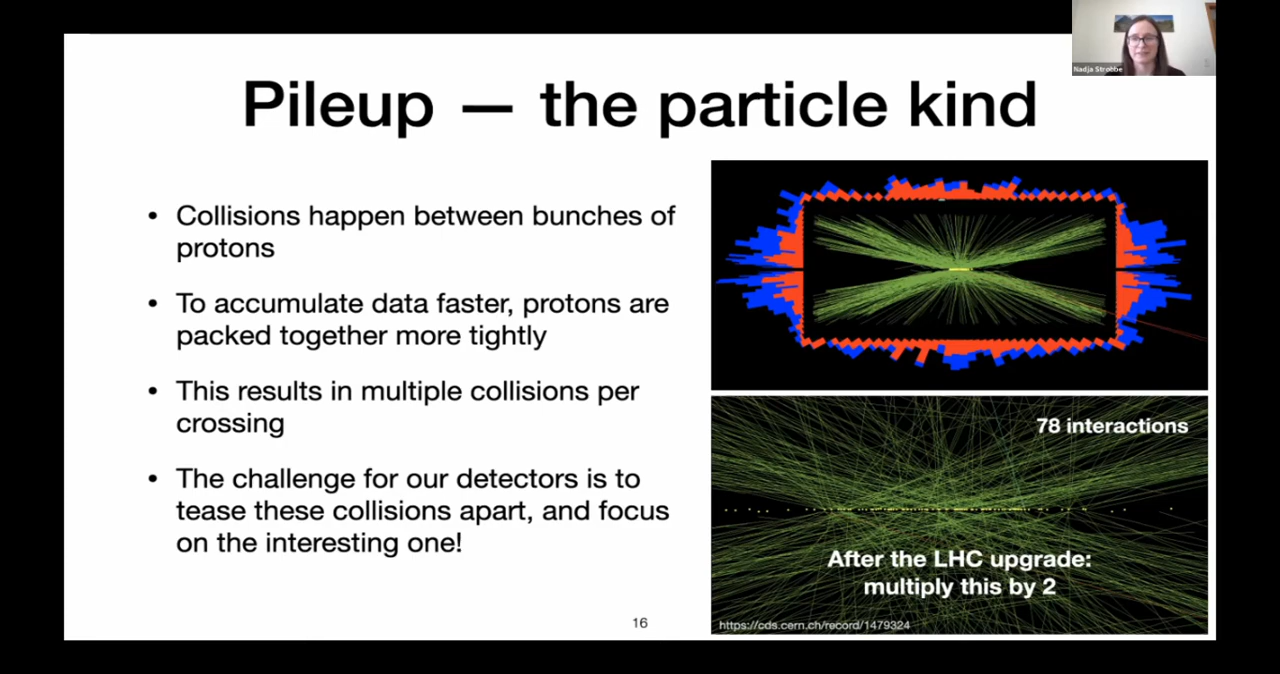 Nadja Strobbe
Pileup — the particle kind
• Collisions happen between bunches of
protons
• To accumulate data faster, protons are
packed together more tightly
• This results in multiple collisions per
crossing
• The challenge for our detectors is to
tease these collisions apart, and focus
on the interesting one!
78 interactions
After the LHC upgrade:
multiply this by 2
https://cds.cern.ch/record/1479324
16